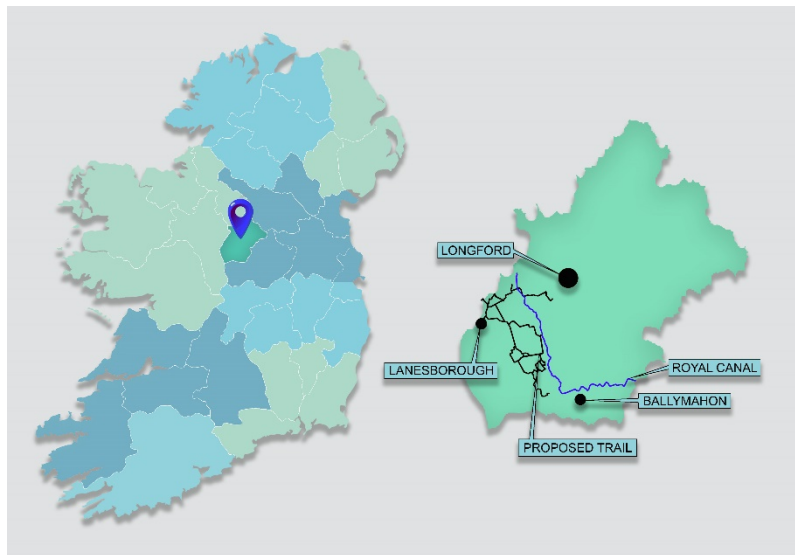 LONGFORD
LANESBOROUGH
ROYAL CANAL
BALLYMAHON
PROPOSED TRAIL